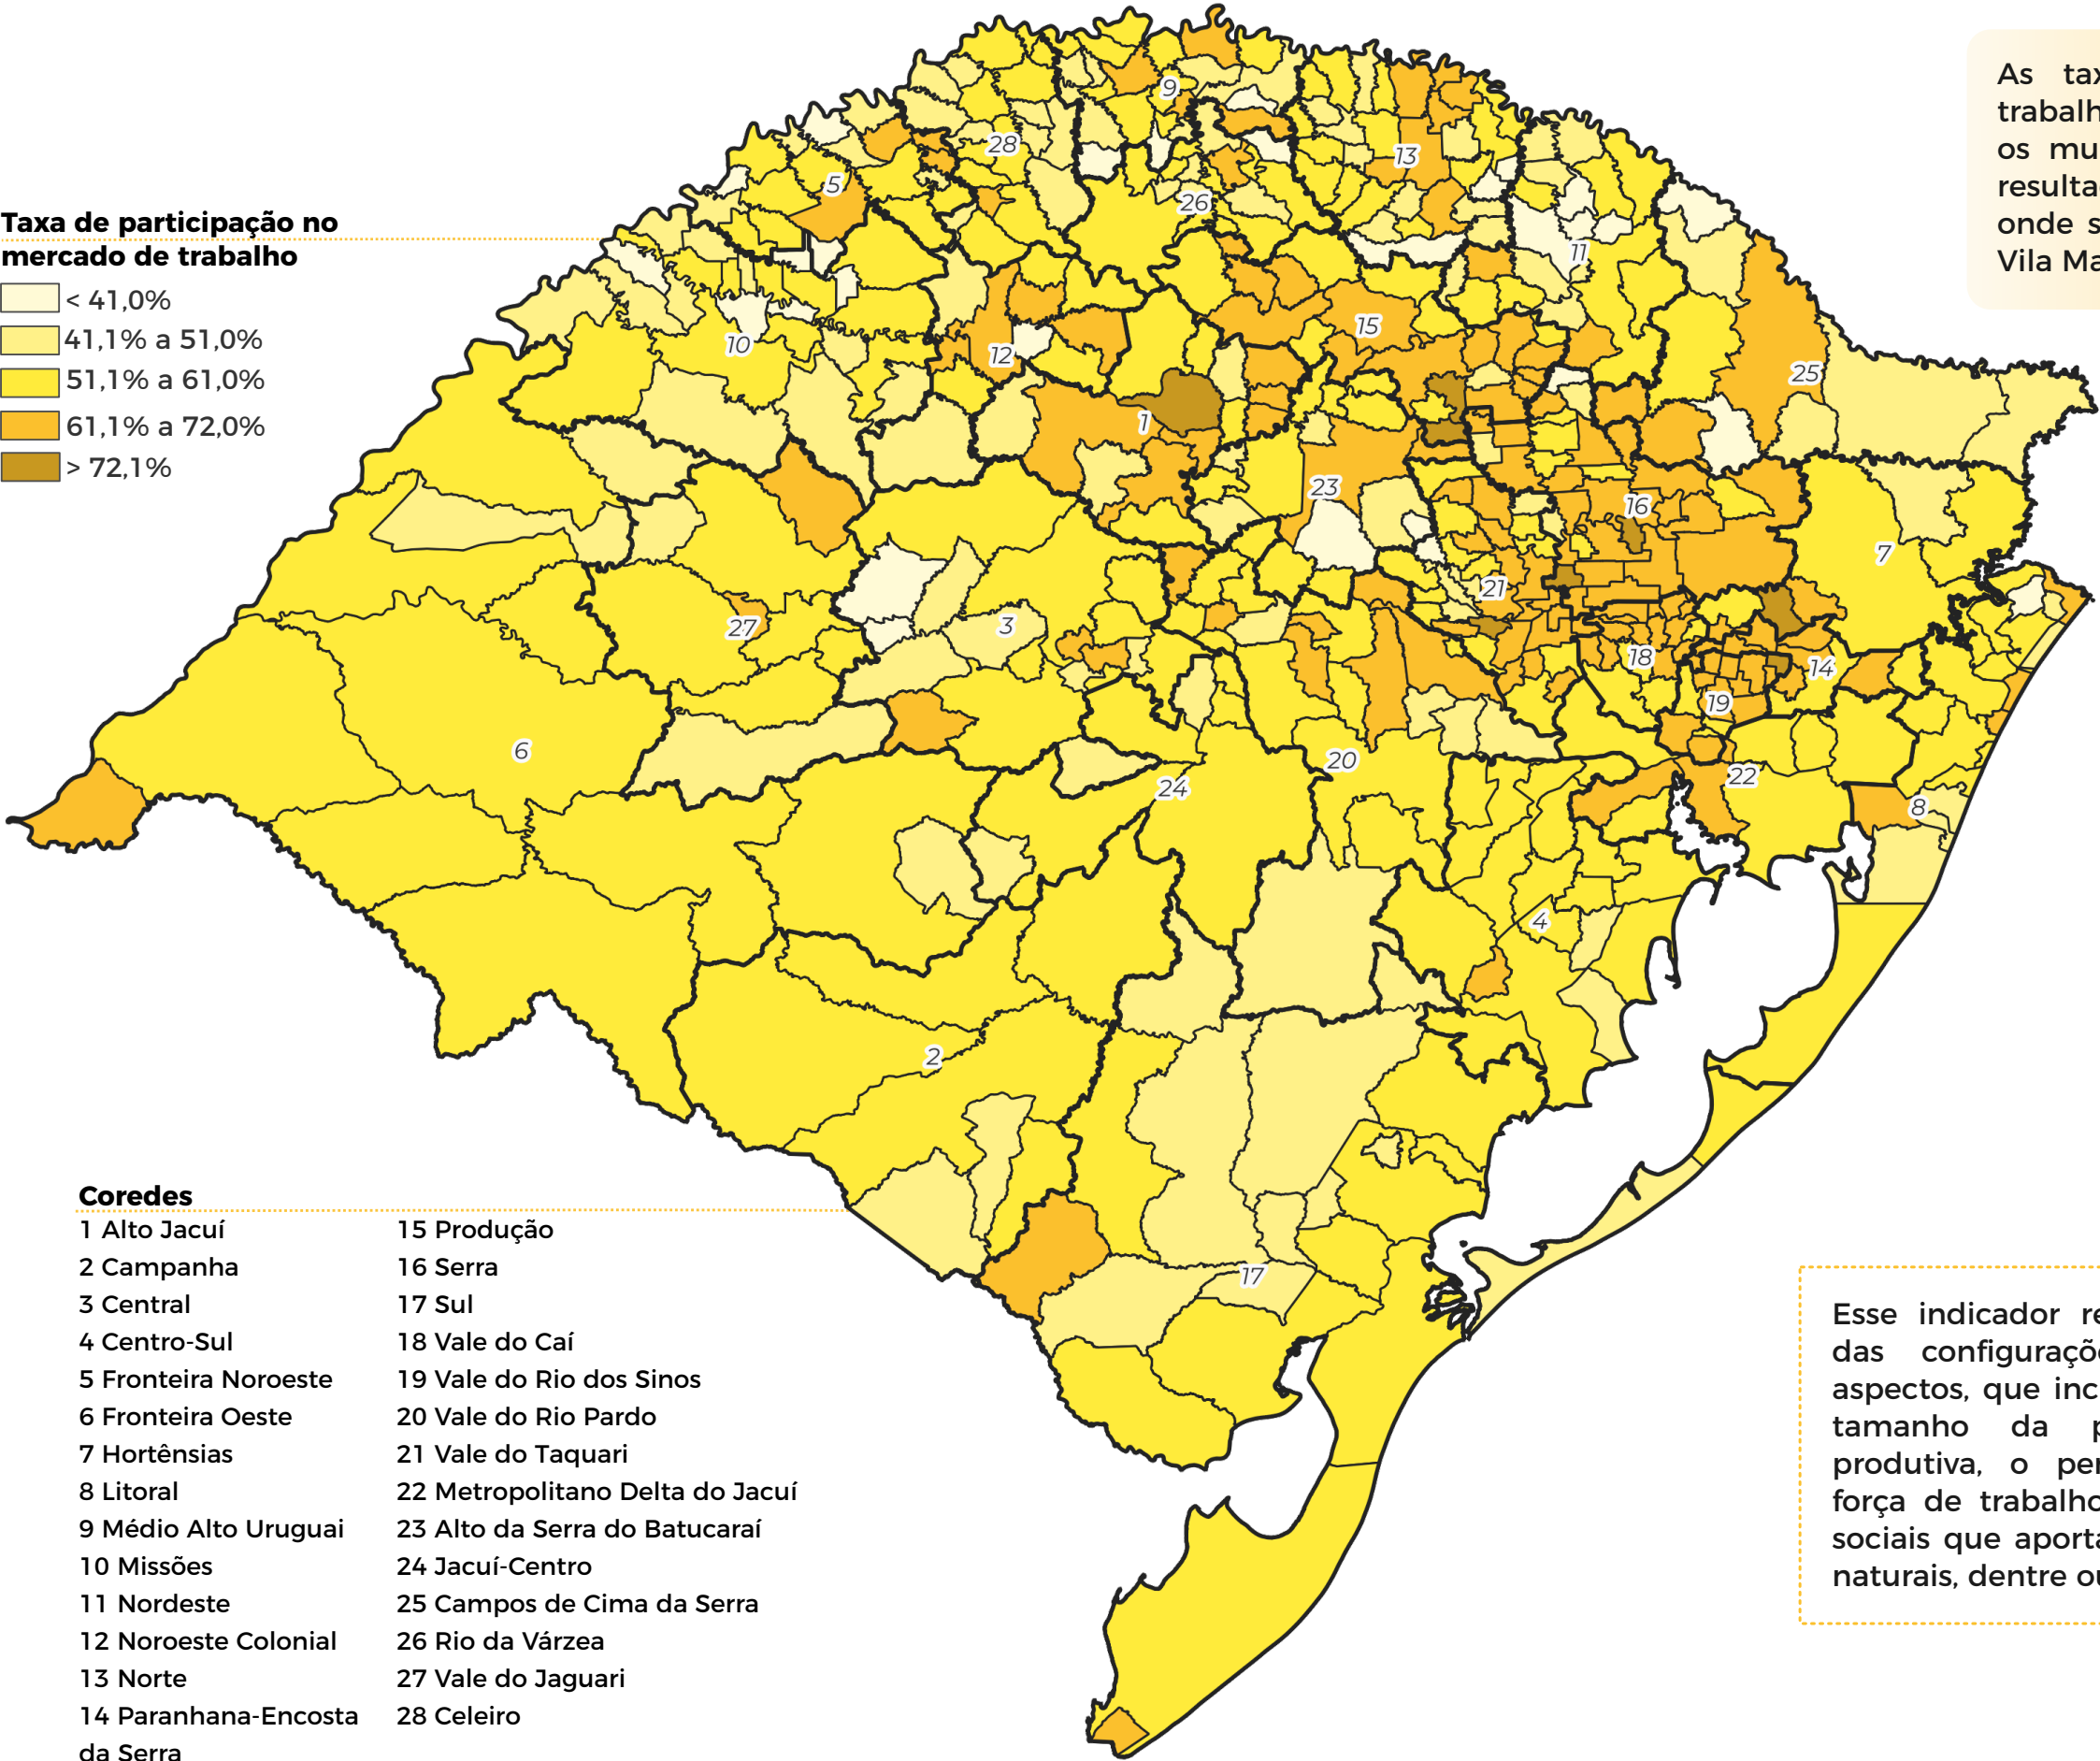 As tax
trabalh
os mu
resulta
onde s
Vila Ma
Taxa de participação no
mercado de trabalho
< 41,0%
41,1% a 51,0%
51,1% a 61,0%
61,1% a 72,0%
> 72,1%
9
28
13
5
26
11
15
10
12
25
1
23
16
7
21
3
27
18
14
19
6
20
22
24
8
4
2
17
Coredes
1 Alto Jacuí
2 Campanha
3 Central
4 Centro-Sul
5 Fronteira Noroeste
6 Fronteira Oeste
7 Hortênsias
8 Litoral
9 Médio Alto Uruguai
10 Missões
11 Nordeste
12 Noroeste Colonial
13 Norte
14 Paranhana-Encosta
da Serra
15 Produção
16 Serra
17 Sul
18 Vale do Caí
19 Vale do Rio dos Sinos
20 Vale do Rio Pardo
21 Vale do Taquari
22 Metropolitano Delta do Jacuí
23 Alto da Serra do Batucaraí
24 Jacuí-Centro
25 Campos de Cima da Serra
26 Rio da Várzea
27 Vale do Jaguari
28 Celeiro
Esse indicador re
das configuraçõ
aspectos, que inc
tamanho da p
produtiva, o per
força de trabalho
sociais que aporta
naturais, dentre ou